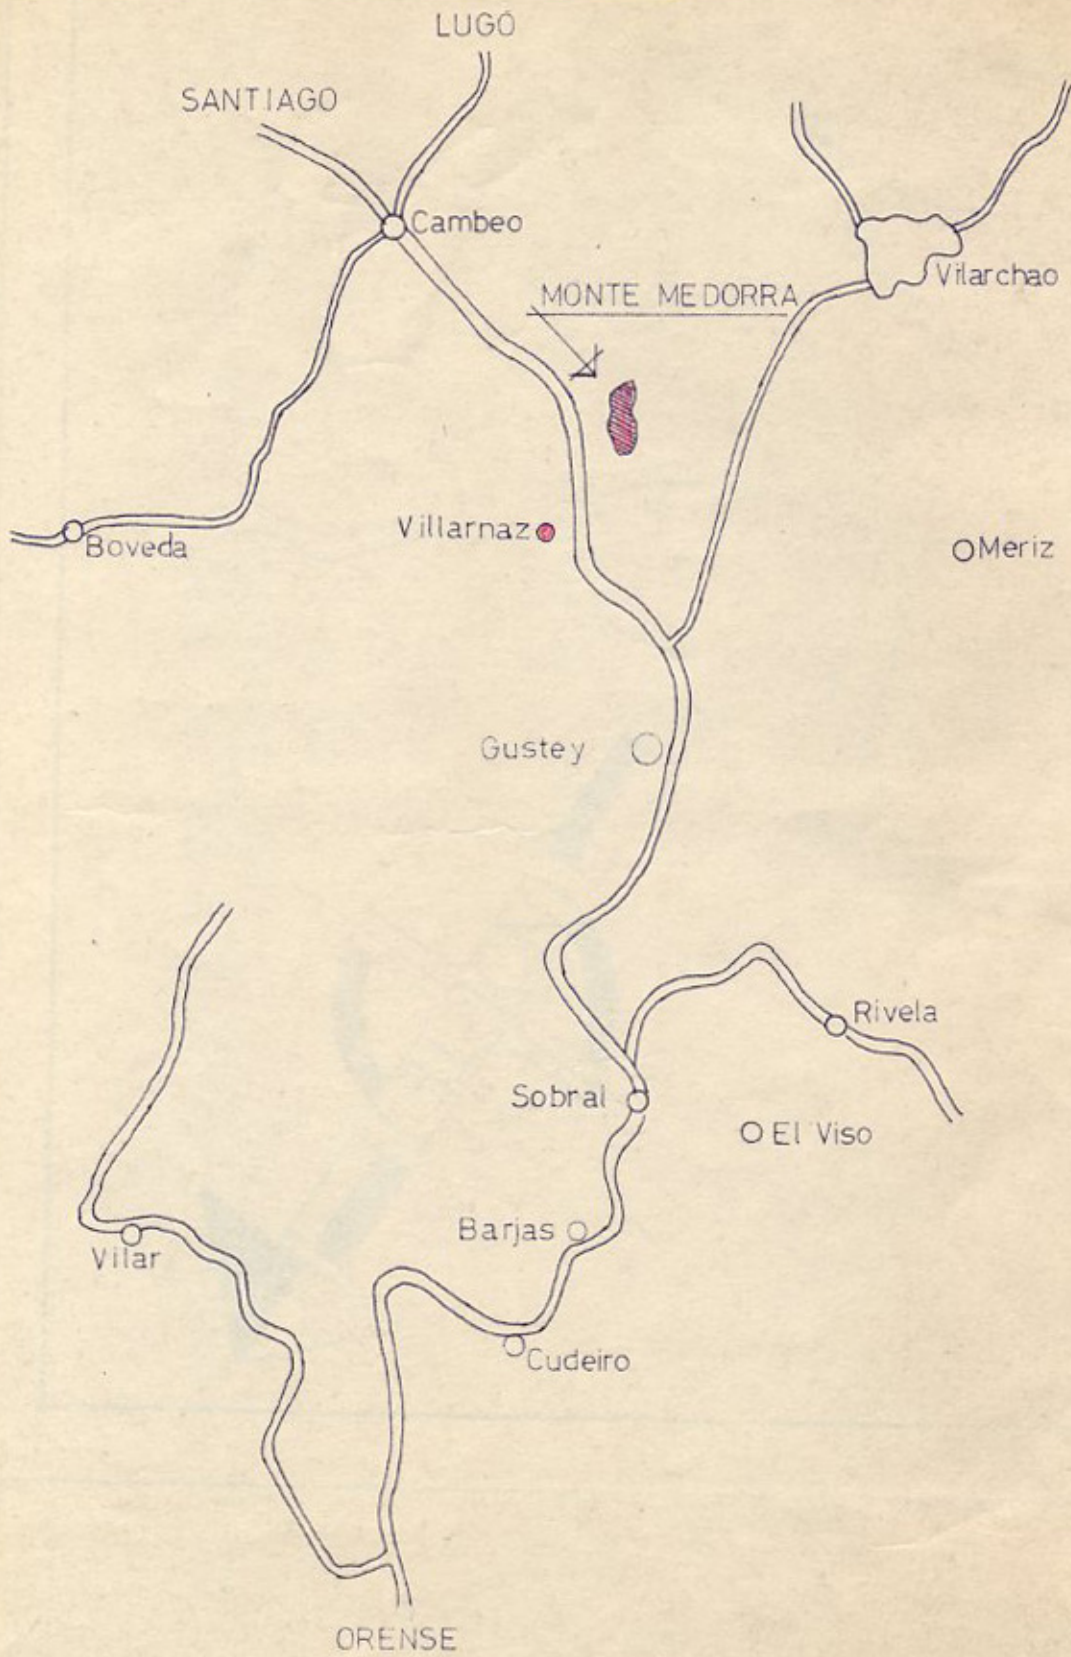 LUGO
SANTIAGO
Cambeo
Vilarchao
MONTE MEDORRA
Villarnaz
Boveda
Meriz
Gustey
Rivela
Sobral
El Viso
Barjas
Vilar
Cudeiro
ORENSE